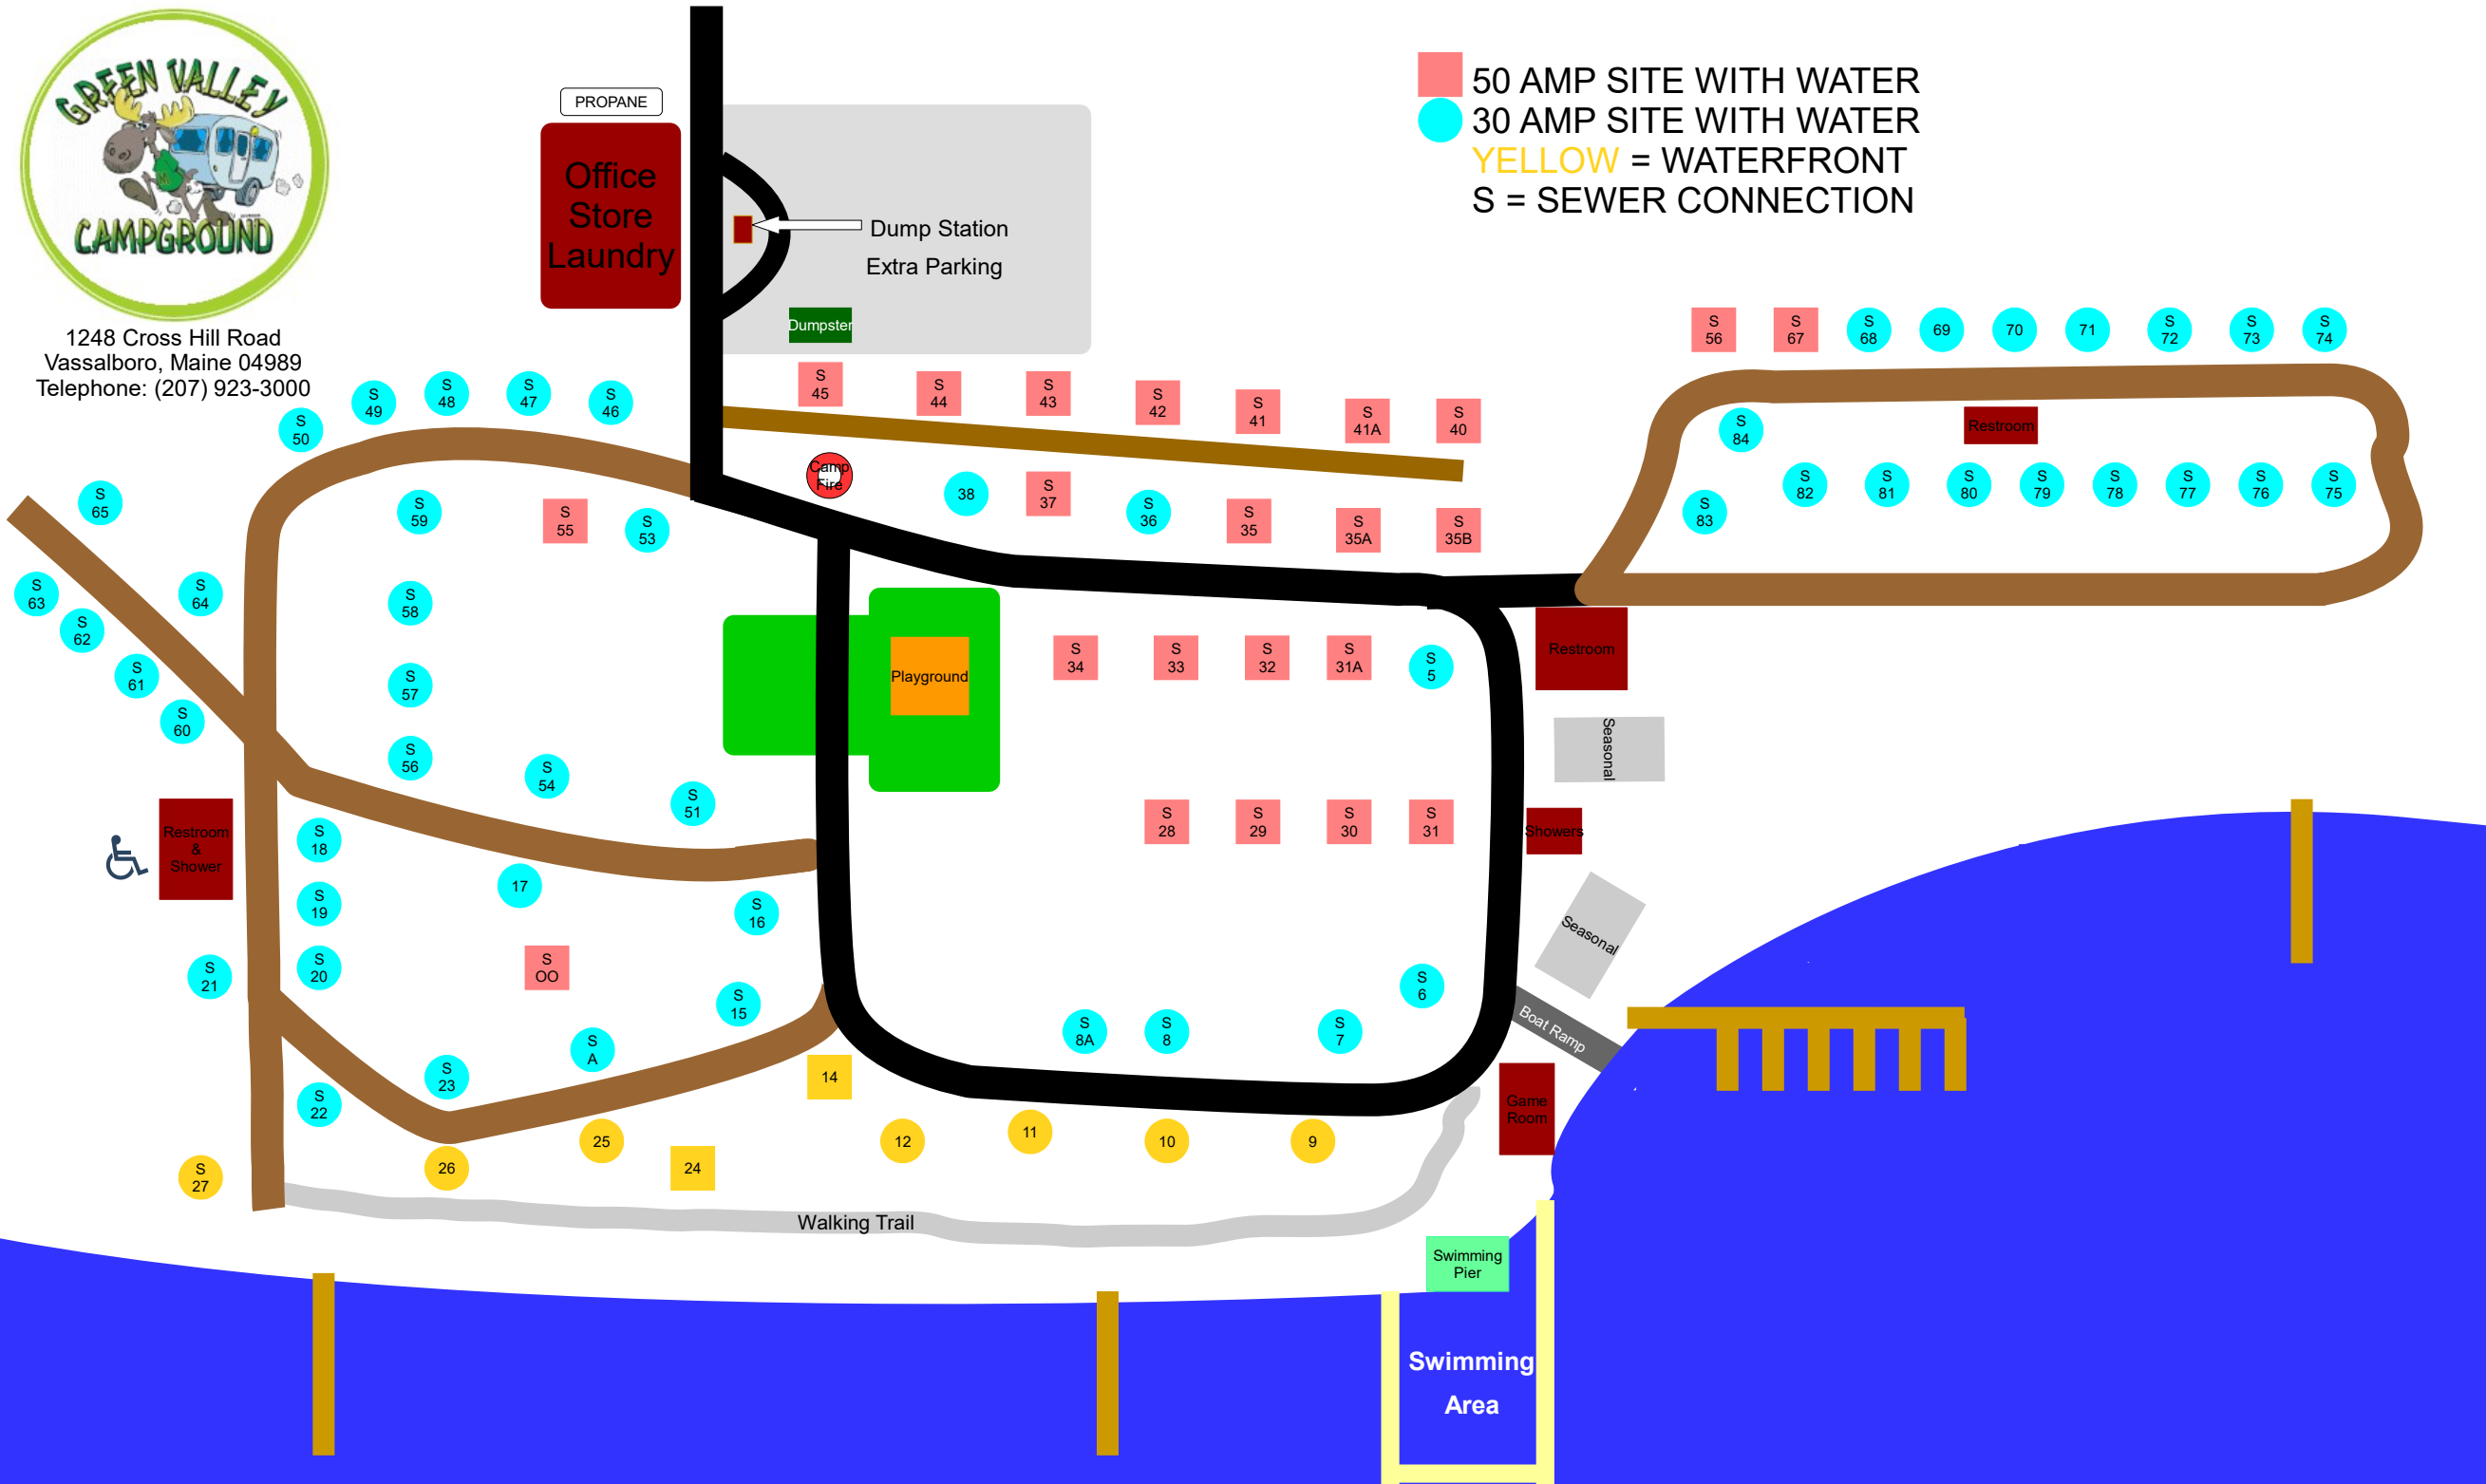 GREEN VALLEY
CAMPGROUND
1248 Cross Hill Road
Vassalboro, Maine 04989
Telephone: (207) 923-3000
PROPANE
Office
Store
Laundry
Dump Station
Extra Parking
Dumpster
50 AMP SITE WITH WATER
30 AMP SITE WITH WATER
YELLOW = WATERFRONT
S = SEWER CONNECTION
S
56
S
67
S
68
69
70
71
S
72
S
73
S
74
S
84
Restroom
S
83
S
82
S
81
S
80
S
79
S
78
S
77
S
76
S
75
S
50
S
49
S
48
S
47
S
46
S
45
S
44
S
43
S
42
S
41
S
41A
S
40
Camp
Fire
38
S
37
S
36
S
35
S
35A
S
35B
S
65
S
59
S
55
S
53
S
63
S
64
S
62
S
61
S
60
S
58
S
57
S
56
S
54
S
51
Playground
S
34
S
33
S
32
S
31A
S
5
Restroom
Seasonal
S
28
S
29
S
30
S
31
Showers
Seasonal
Restroom
&
Shower
S
18
S
19
S
20
S
21
17
S
16
S
OO
S
15
S
A
S
23
S
22
S
8A
S
8
S
7
S
6
Boat Ramp
Game
Room
14
S
27
26
25
24
12
11
10
9
Walking Trail
Swimming
Pier
Swimming
Area